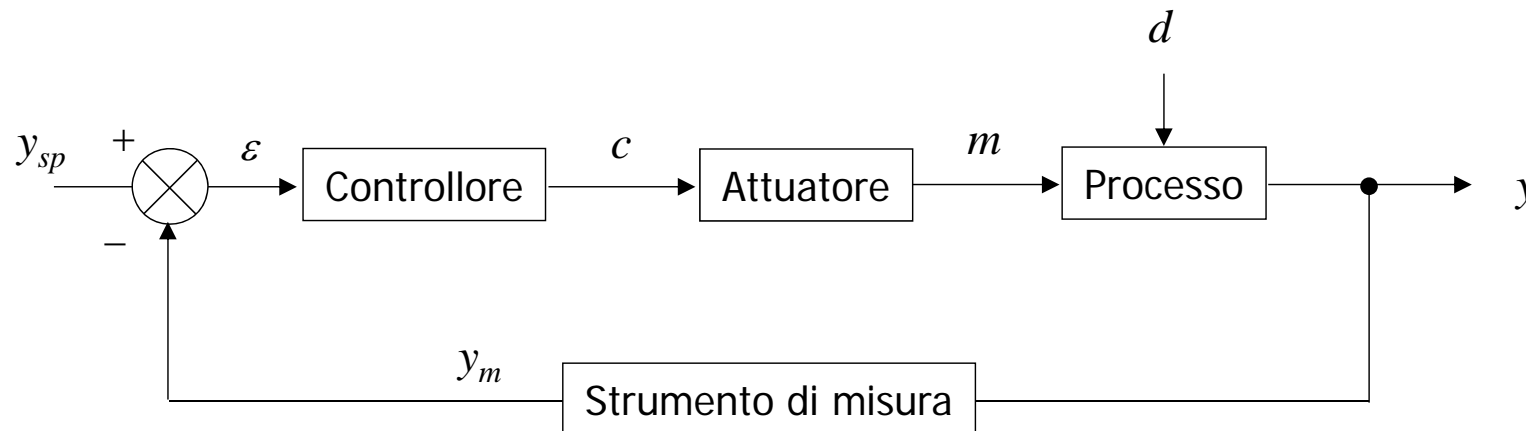 d
y_sp + ε Controllore c Attuatore m Processo y
−
y_m Strumento di misura